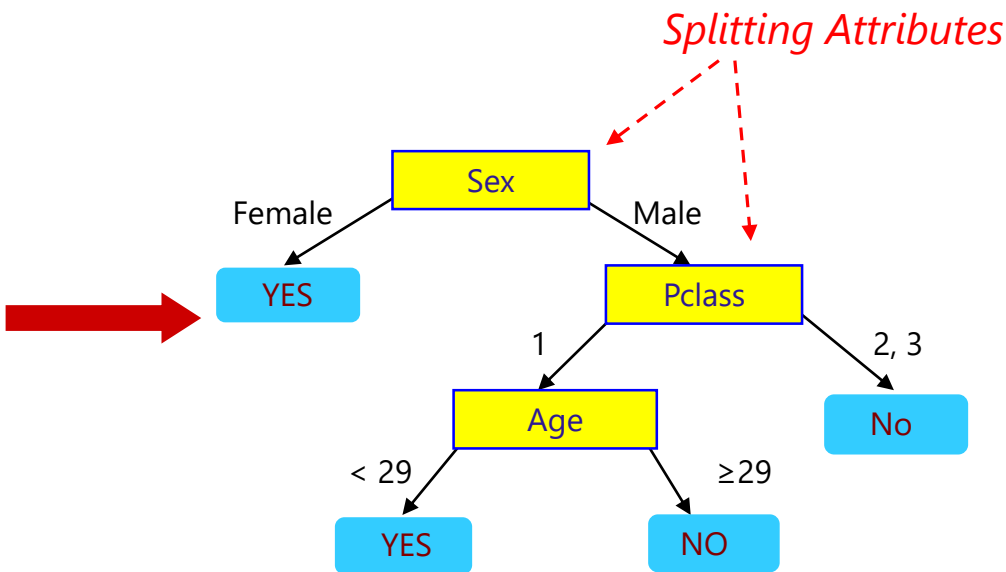 Splitting Attributes
Sex
Female
Male
YES
Pclass
1
2, 3
Age
No
< 29
≥29
YES
NO